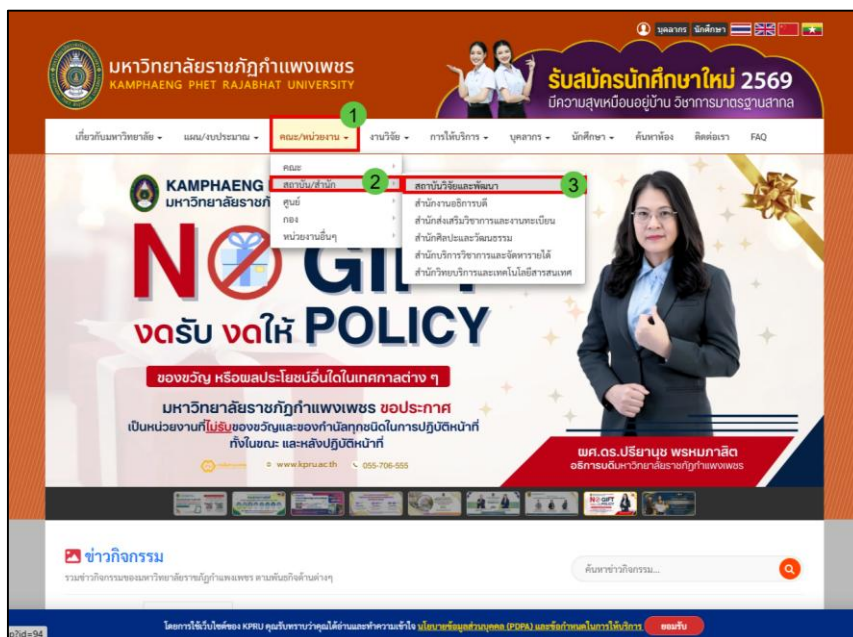 บุคลากร นักศึกษา
มหาวิทยาลัยราชภัฏกำแพงเพชร
KAMPHAENG PHET RAJABHAT UNIVERSITY
รับสมัครนักศึกษาใหม่ 2569
มีความสุขเหมือนอยู่บ้าน วิชาการมาตรฐานสากล
1
เกี่ยวกับมหาวิทยาลัย แผน/งบประมาณ คณะ/หน่วยงาน งานวิจัย การให้บริการ บุคลากร นักศึกษา ค้นหาห้อง ติดต่อเรา FAQ
คณะ
สถาบัน/สำนัก 2
ศูนย์
กอง
หน่วยงานอื่นๆ
สถาบันวิจัยและพัฒนา 3
สำนักงานอธิการบดี
สำนักส่งเสริมวิชาการและงานทะเบียน
สำนักศิลปะและวัฒนธรรม
สำนักบริการวิชาการและจัดหารายได้
สำนักวิทยบริการและเทคโนโลยีสารสนเทศ
KAMPHAENG
มหาวิทยาลัยราชภั
NO GIFT
งดรับ งดให้ POLICY
ของขวัญ หรือผลประโยชน์อื่นใดในเทศกาลต่าง ๆ
มหาวิทยาลัยราชภัฏกำแพงเพชร ขอประกาศ
เป็นหน่วยงานที่ไม่รับของขวัญและของกำนัลทุกชนิดในการปฏิบัติหน้าที่
ทั้งในขณะ และหลังปฏิบัติหน้าที่
www.kpru.ac.th 055-706-555
ผศ.ดร.ปรียานุช พรหมภาสิต
อธิการบดีมหาวิทยาลัยราชภัฏกำแพงเพชร
ข่าวกิจกรรม
รวมข่าวกิจกรรมของมหาวิทยาลัยราชภัฏกำแพงเพชร ตามพันธกิจด้านต่างๆ
ค้นหาข่าวกิจกรรม...
โดยการใช้เว็บไซต์ของ KPRU คุณรับทราบว่าคุณได้อ่านและทำความเข้าใจ นโยบายข้อมูลส่วนบุคคล (PDPA) และข้อกำหนดในการให้บริการ ยอมรับ
p?id=94